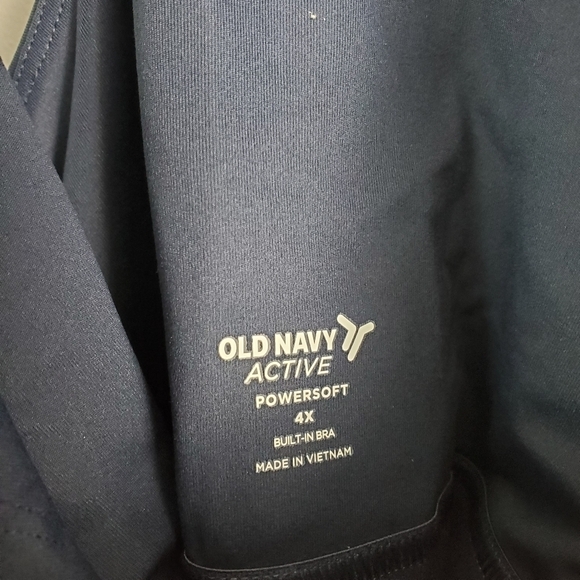 OLD NAVY
ACTIVE
POWERSOFT
4X
BUILT-IN BRA
MADE IN VIETNAM